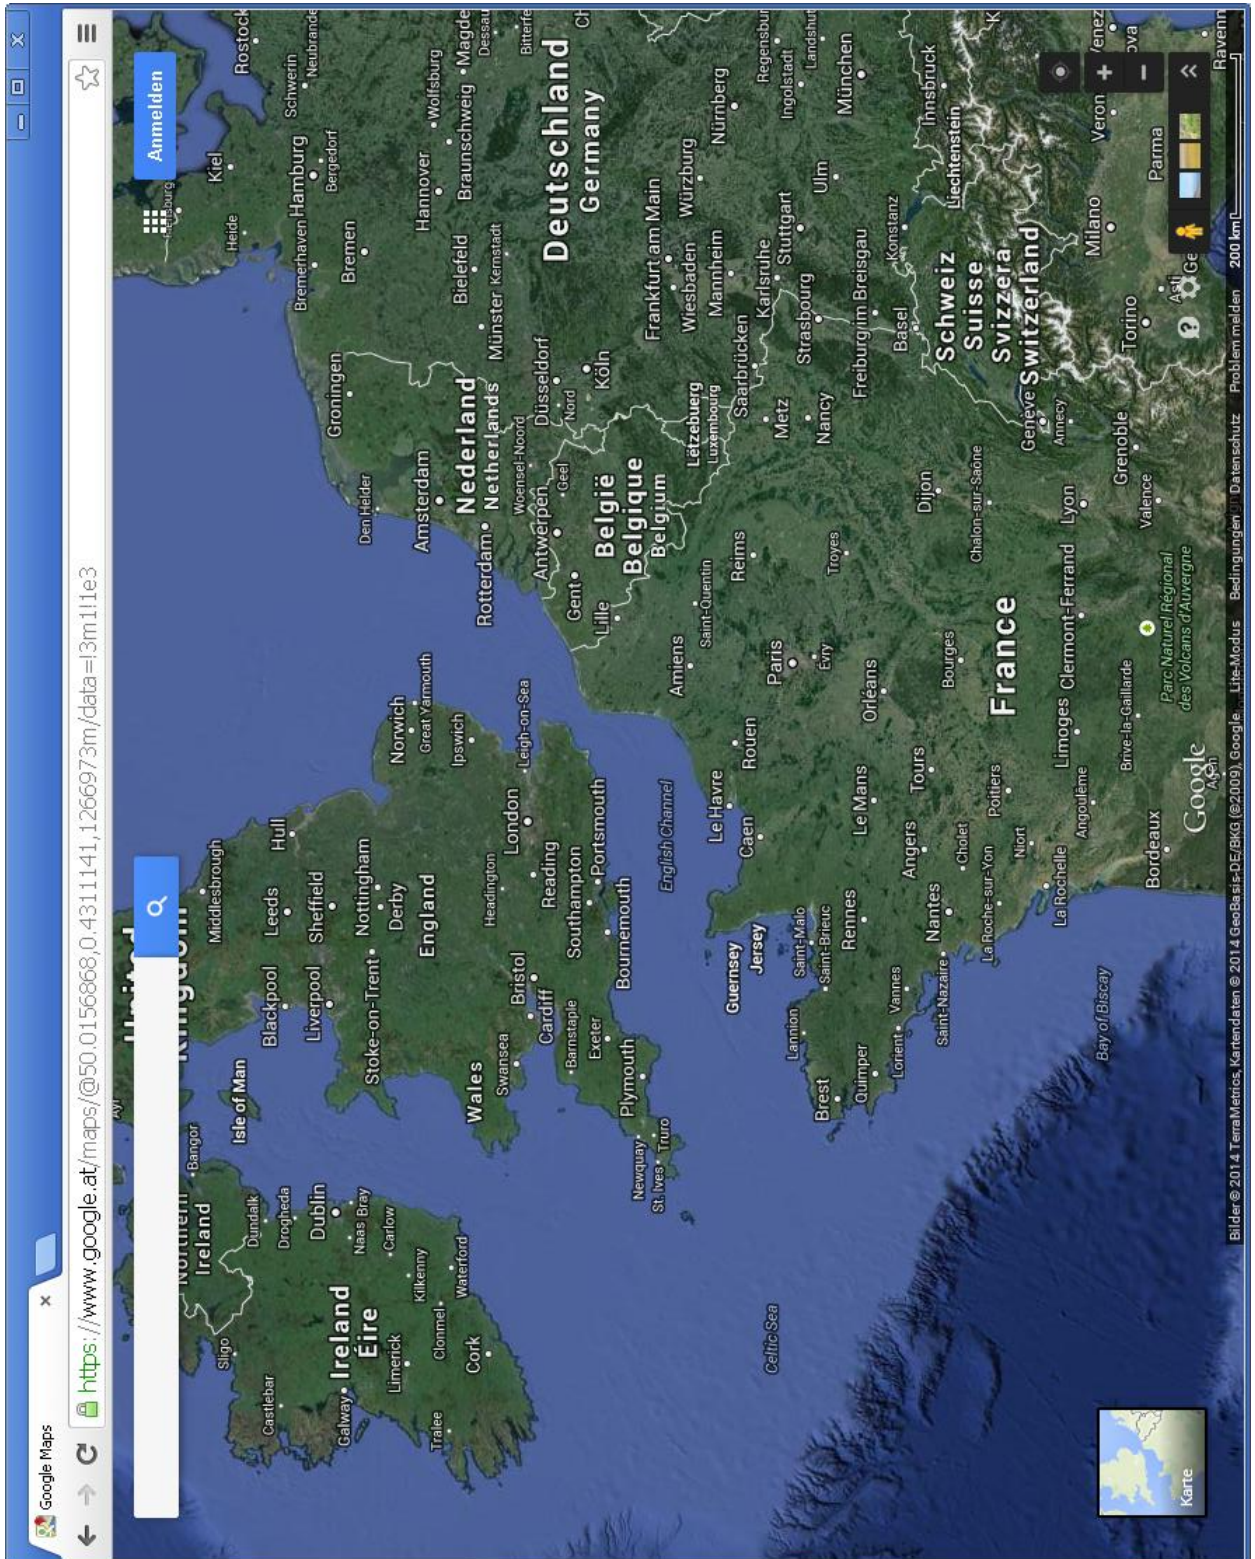 Google Maps
https://www.google.at/maps/@50.0156868,0.4311141,1266973m/data=!3m1!1e3
Anmelden
United
Kingdom
Northern
Ireland
Bangor
Isle of Man
Middlesbrough
Kiel
Rostock
Sligo
Dundalk
Heide
Castlebar
Drogheda
Blackpool
Leeds
Hull
Bremerhaven
Hamburg
Schwerin
Bergedorf
Galway
Ireland
Éire
Dublin
Naas
Bray
Liverpool
Sheffield
Groningen
Bremen
Limerick
Carlow
Stoke-on-Trent
Nottingham
Derby
Norwich
Great Yarmouth
Den Helder
Kilkenny
England
Amsterdam
Hannover
Wolfsburg
Tralee
Clonmel
Waterford
Ipswich
Bielefeld
Braunschweig
Cork
Wales
Swansea
Headington
Nederland
Netherlands
Rotterdam
Münster
Kernstadt
Dessau
Bristol
Cardiff
London
Reading
Leigh-on-Sea
Woensel-Noord
Antwerpen
Geel
Düsseldorf
Nord
Deutschland
Germany
Barnstaple
Exeter
Southampton
Portsmouth
Gent
Lille
België
Belgique
Belgium
Köln
Plymouth
Bournemouth
Newquay
St. Ives
Truro
English Channel
Amiens
Saint-Quentin
Lëtzebuerg
Luxembourg
Frankfurt am Main
Wiesbaden
Würzburg
Mannheim
Nürnberg
Guernsey
Jersey
Le Havre
Caen
Rouen
Reims
Saarbrücken
Karlsruhe
Celtic Sea
Paris
Evry
Metz
Stuttgart
Ingolstadt
Landshut
Lannion
Saint-Malo
Saint-Brieuc
Nancy
Strasbourg
Ulm
Brest
Rennes
Le Mans
Troyes
München
Quimper
Lorient
Vannes
Orléans
Freiburg im Breisgau
Konstanz
Basel
Angers
Tours
Dijon
Saint-Nazaire
Nantes
Cholet
Bourges
Innsbruck
Liechtenstein
Schweiz
Suisse
Svizzera
Switzerland
La Roche-sur-Yon
Poitiers
Chalon-sur-Saône
France
Niort
Genève
Annecy
La Rochelle
Limoges
Clermont-Ferrand
Lyon
Angoulême
Milano
Bay of Biscay
Brive-la-Gaillarde
Grenoble
Torino
Bordeaux
Valence
Parc Naturel Régional
des Volcans d'Auvergne
Asti
Parma
Agen
Google
Karte
Bilder © 2014 TerraMetrics, Kartendaten © 2014 GeoBasis-DE/BKG (©2009), Google Lite-Modus Bedingungen Datenschutz Problem melden 200 km